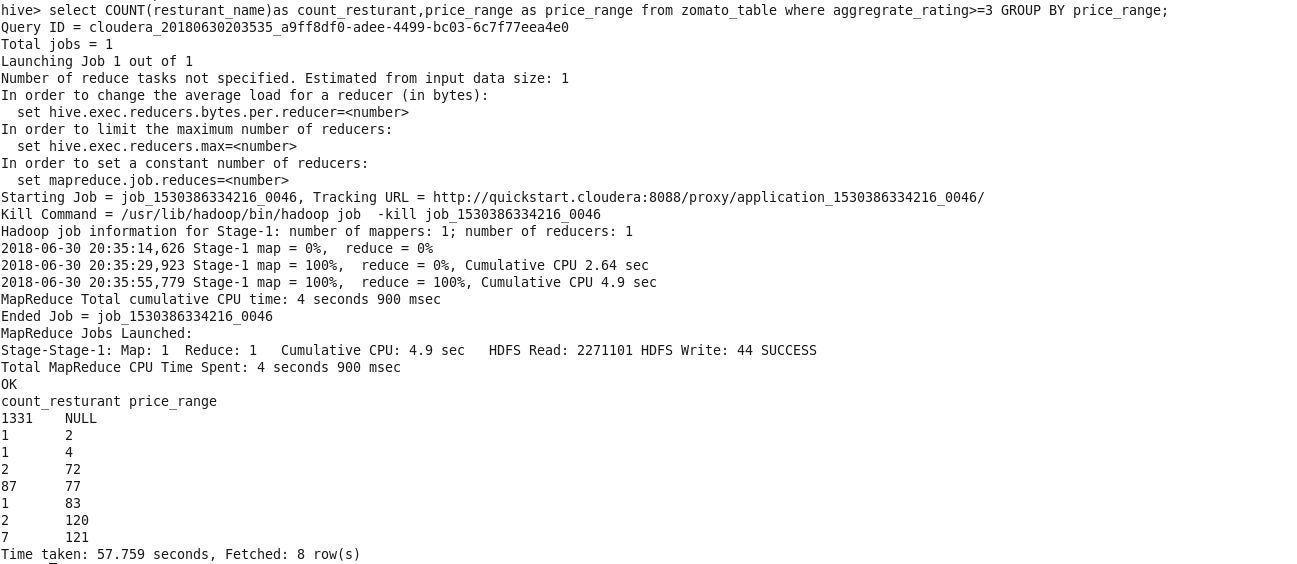 hive> select COUNT(resturant_name)as count_resturant,price_range as price_range from zomato_table where aggregrate_rating>=3 GROUP BY price_range;
Query ID = cloudera_20180630203535_a9ff8df0-adee-4499-bc03-6c7f77eea4e0
Total jobs = 1
Launching Job 1 out of 1
Number of reduce tasks not specified. Estimated from input data size: 1
In order to change the average load for a reducer (in bytes):
  set hive.exec.reducers.bytes.per.reducer=<number>
In order to limit the maximum number of reducers:
  set hive.exec.reducers.max=<number>
In order to set a constant number of reducers:
  set mapreduce.job.reduces=<number>
Starting Job = job_1530386334216_0046, Tracking URL = http://quickstart.cloudera:8088/proxy/application_1530386334216_0046/
Kill Command = /usr/lib/hadoop/bin/hadoop job  -kill job_1530386334216_0046
Hadoop job information for Stage-1: number of mappers: 1; number of reducers: 1
2018-06-30 20:35:14,626 Stage-1 map = 0%,  reduce = 0%
2018-06-30 20:35:29,923 Stage-1 map = 100%,  reduce = 0%, Cumulative CPU 2.64 sec
2018-06-30 20:35:55,779 Stage-1 map = 100%,  reduce = 100%, Cumulative CPU 4.9 sec
MapReduce Total cumulative CPU time: 4 seconds 900 msec
Ended Job = job_1530386334216_0046
MapReduce Jobs Launched:
Stage-Stage-1: Map: 1  Reduce: 1   Cumulative CPU: 4.9 sec   HDFS Read: 2271101 HDFS Write: 44 SUCCESS
Total MapReduce CPU Time Spent: 4 seconds 900 msec
OK
count_resturant price_range
1331    NULL
1       2
1       4
2       72
87      77
1       83
2       120
7       121
Time taken: 57.759 seconds, Fetched: 8 row(s)